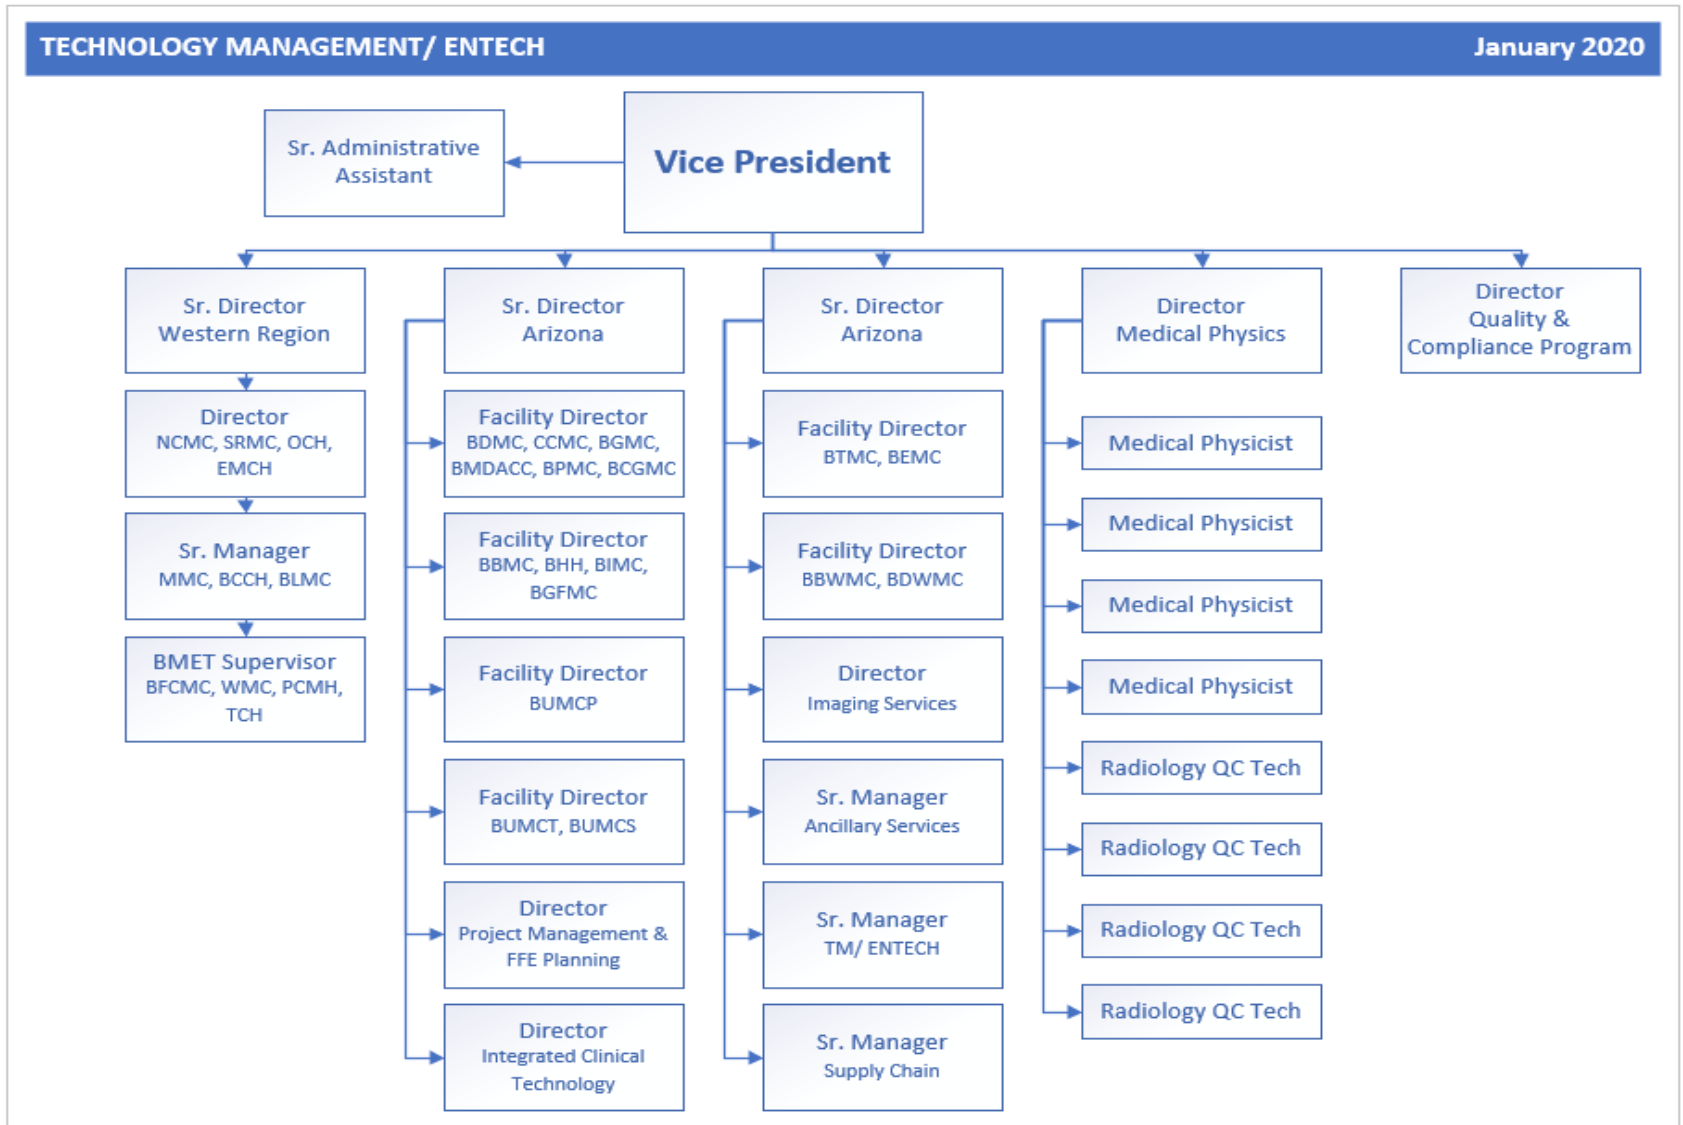 TECHNOLOGY MANAGEMENT/ ENTECH
January 2020
Sr. Administrative
Assistant
Vice President
Sr. Director
Western Region
Director
NCMC, SRMC, OCH,
EMCH
Sr. Manager
MMC, BCCH, BLMC
BMET Supervisor
BFCMC, WMC, PCMH,
TCH
Sr. Director
Arizona
Facility Director
BDMC, CCMC, BGMC,
BMDACC, BPMC, BCGMC
Facility Director
BBMC, BHH, BIMC,
BGFMC
Facility Director
BUMCP
Facility Director
BUMCT, BUMCS
Director
Project Management &
FFE Planning
Director
Integrated Clinical
Technology
Sr. Director
Arizona
Facility Director
BTMC, BEMC
Facility Director
BBWMC, BDWMC
Director
Imaging Services
Sr. Manager
Ancillary Services
Sr. Manager
TM/ ENTECH
Sr. Manager
Supply Chain
Director
Medical Physics
Medical Physicist
Medical Physicist
Medical Physicist
Medical Physicist
Radiology QC Tech
Radiology QC Tech
Radiology QC Tech
Radiology QC Tech
Director
Quality &
Compliance Program